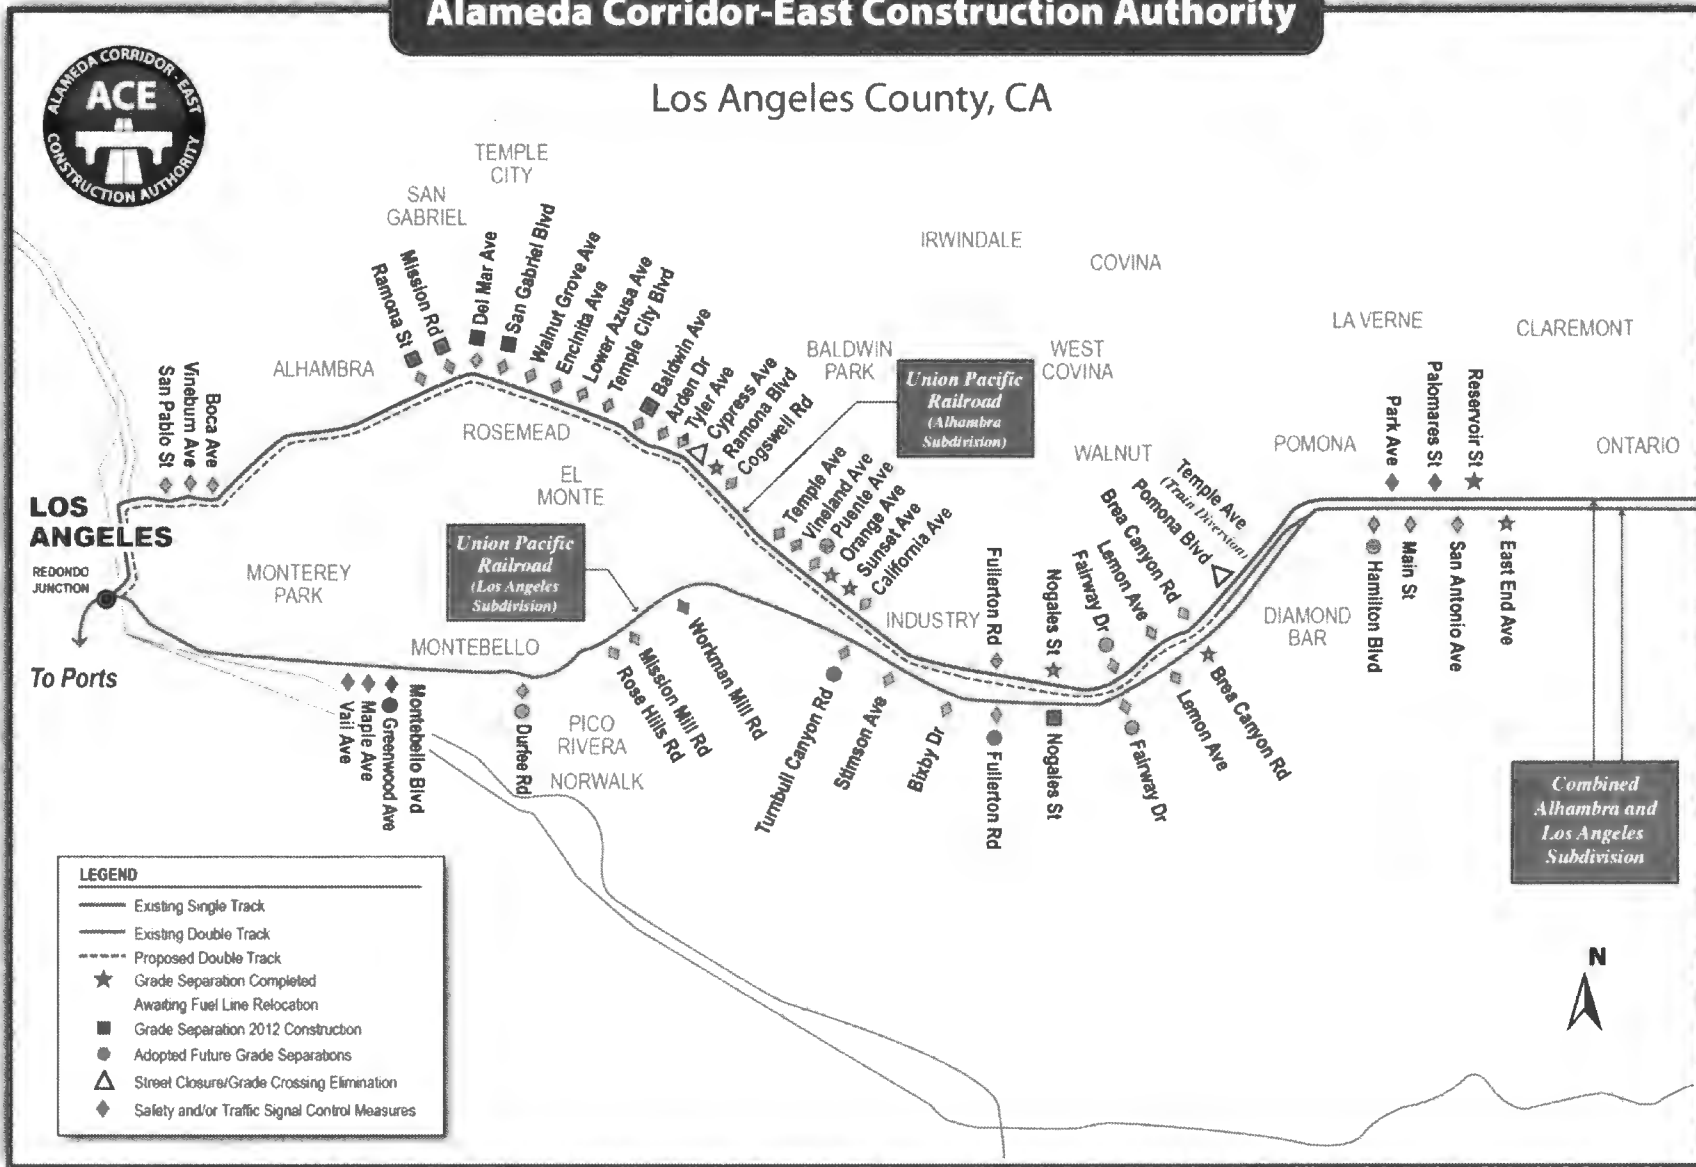 Alameda Corridor-East Construction Authority
ALAMEDA CORRIDOR - EAST
ACE
CONSTRUCTION AUTHORITY
Los Angeles County, CA
TEMPLE
CITY
SAN
GABRIEL
IRWINDALE
COVINA
LA VERNE
CLAREMONT
ALHAMBRA
BALDWIN
PARK
WEST
COVINA
ROSEMEAD
WALNUT
POMONA
ONTARIO
EL
MONTE
San Pablo St
Vineburn Ave
Boca Ave
Ramona St
Mission Rd
Del Mar Ave
San Gabriel Blvd
Walnut Grove Ave
Encinita Ave
Lower Azusa Ave
Temple City Blvd
Baldwin Ave
Arden Dr
Tyler Ave
Cypress Ave
Ramona Blvd
Cogswell Rd
Union Pacific
Railroad
(Alhambra
Subdivision)
Temple Ave
Vineland Ave
Puente Ave
Orange Ave
Sunset Ave
California Ave
Fullerton Rd
Nogales St
Fairway Dr
Lemon Ave
Brea Canyon Rd
Pomona Blvd
Temple Ave
(Train Diversion)
Park Ave
Palomares St
Reservoir St
LOS
ANGELES
REDONDO
JUNCTION
To Ports
MONTEREY
PARK
Union Pacific
Railroad
(Los Angeles
Subdivision)
MONTEBELLO
INDUSTRY
DIAMOND
BAR
PICO
RIVERA
NORWALK
Vail Ave
Maple Ave
Greenwood Ave
Montebello Blvd
Durfee Rd
Rose Hills Rd
Mission Mill Rd
Workman Mill Rd
Turnbull Canyon Rd
Stimson Ave
Bixby Dr
Fullerton Rd
Nogales St
Fairway Dr
Lemon Ave
Brea Canyon Rd
Hamilton Blvd
Main St
San Antonio Ave
East End Ave
Combined
Alhambra and
Los Angeles
Subdivision
LEGEND
Existing Single Track
Existing Double Track
Proposed Double Track
Grade Separation Completed
Awaiting Fuel Line Relocation
Grade Separation 2012 Construction
Adopted Future Grade Separations
Street Closure/Grade Crossing Elimination
Safety and/or Traffic Signal Control Measures
N